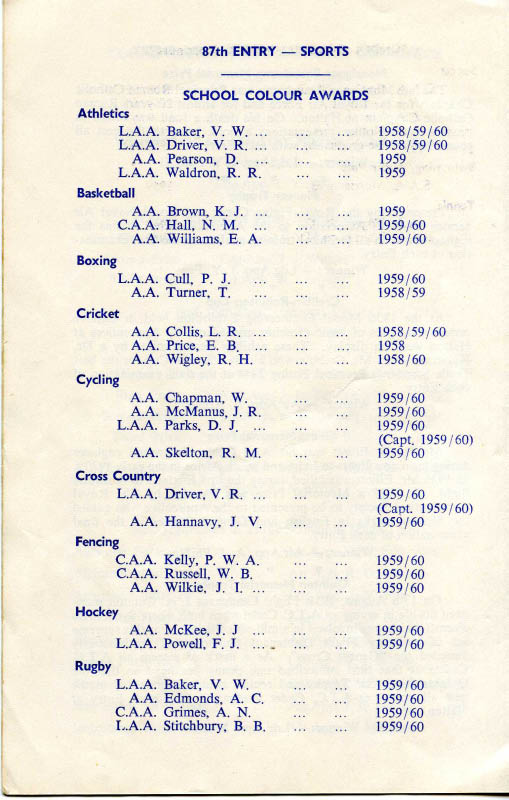 87th ENTRY — SPORTS
SCHOOL COLOUR AWARDS
Athletics
L.A.A. Baker, V. W. ... ... ... 1958/59/60
L.A.A. Driver, V. R. ... ... ... 1958/59/60
A.A. Pearson, D. ... ... 1959
L.A.A. Waldron, R. R. ... ... 1959
Basketball
A.A. Brown, K. J. ... ... ... 1959
C.A.A. Hall, N. M. ... ... ... 1959/60
A.A. Williams, E. A. ... ... 1959/60
Boxing
L.A.A. Cull, P. J. ... ... ... 1959/60
A.A. Turner, T. ... ... ... 1958/59
Cricket
A.A. Collis, L. R. ... ... ... 1958/59/60
A.A. Price, E. B. ... ... ... 1958
A.A. Wigley, R. H. ... ... 1958/60
Cycling
A.A. Chapman, W. ... ... 1959/60
A.A. McManus, J. R. ... ... 1959/60
L.A.A. Parks, D. J. ... ... ... 1959/60
(Capt. 1959/60)
A.A. Skelton, R. M. ... ... 1959/60
Cross Country
L.A.A. Driver, V. R. ... ... ... 1959/60
(Capt. 1959/60)
A.A. Hannavy, J. V. ... ... 1959/60
Fencing
C.A.A. Kelly, P. W. A. ... ... 1959/60
C.A.A. Russell, W. B. ... ... 1959/60
A.A. Wilkie, J. I. ... ... ... 1959/60
Hockey
A.A. McKee, J. J ... ... ... 1959/60
L.A.A. Powell, F. J. ... ... ... 1959/60
Rugby
L.A.A. Baker, V. W. ... ... 1959/60
A.A. Edmonds, A. C. ... ... 1959/60
C.A.A. Grimes, A. N. ... ... 1959/60
L.A.A. Stitchbury, B. B. ... ... 1959/60